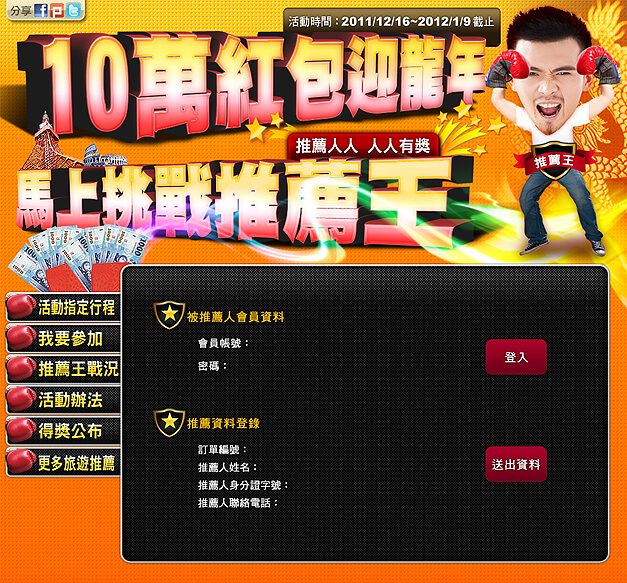 分享
活動時間：2011/12/16~2012/1/9 截止
10萬紅包迎龍年
推薦人人 人人有獎
推薦王
馬上挑戰推薦王
活動指定行程
我要參加
推薦王戰況
活動辦法
得獎公布
更多旅遊推薦
被推薦人會員資料
會員帳號：
密碼：
登入
推薦資料登錄
訂單編號：
推薦人姓名：
推薦人身分證字號：
推薦人聯絡電話：
送出資料